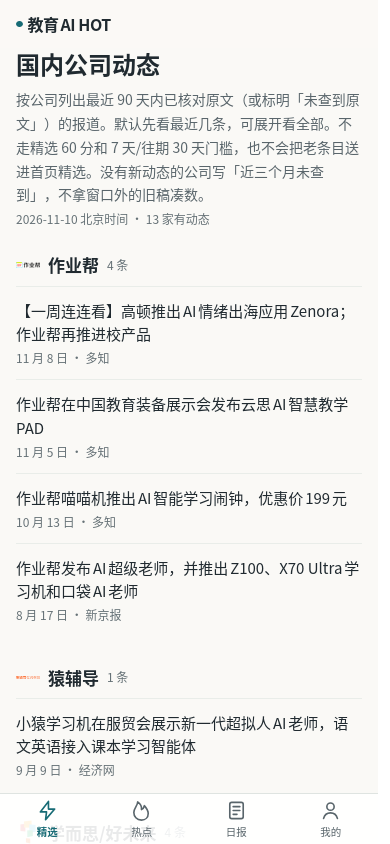 教育 AI HOT
国内公司动态
按公司列出最近 90 天内已核对原文（或标明「未查到原
文」）的报道。默认先看最近几条，可展开看全部。不
走精选 60 分和 7 天/往期 30 天门槛，也不会把老条目送
进首页精选。没有新动态的公司写「近三个月未查
到」，不拿窗口外的旧稿凑数。
2026-11-10 北京时间 · 13 家有动态
作业帮
作业帮 4 条
【一周连连看】高顿推出 AI 情绪出海应用 Zenora；
作业帮再推进校产品
11 月 8 日 · 多知
作业帮在中国教育装备展示会发布云思 AI 智慧教学
PAD
11 月 5 日 · 多知
作业帮喵喵机推出 AI 智能学习闹钟，优惠价 199 元
10 月 13 日 · 多知
作业帮发布 AI 超级老师，并推出 Z100、X70 Ultra 学
习机和口袋 AI 老师
8 月 17 日 · 新京报
猿辅导 1 条
小猿学习机在服贸会展示新一代超拟人 AI 老师，语
文英语接入课本学习智能体
9 月 9 日 · 经济网
学而思/好未来 4 条
精选 热点 日报 我的